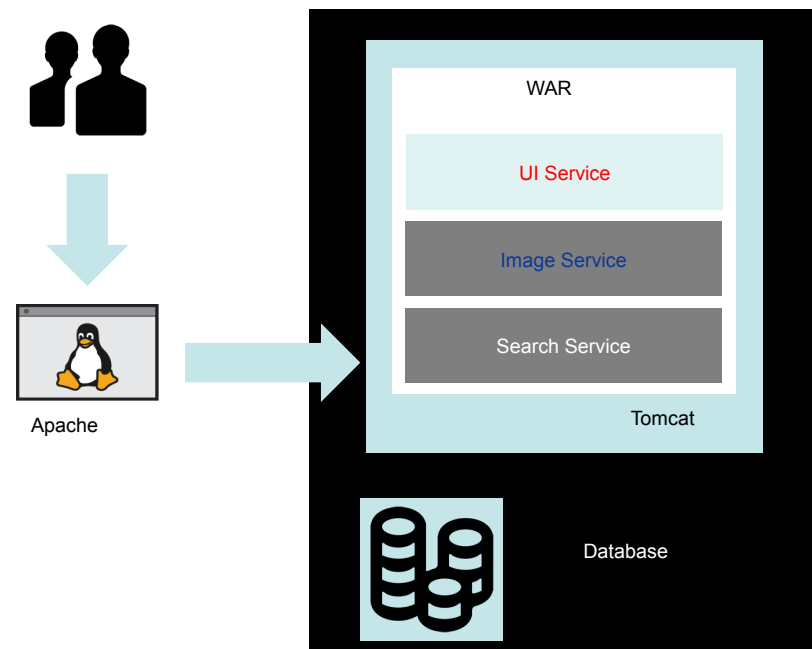 WAR
UI Service
Image Service
Search Service
Apache
Tomcat
Database